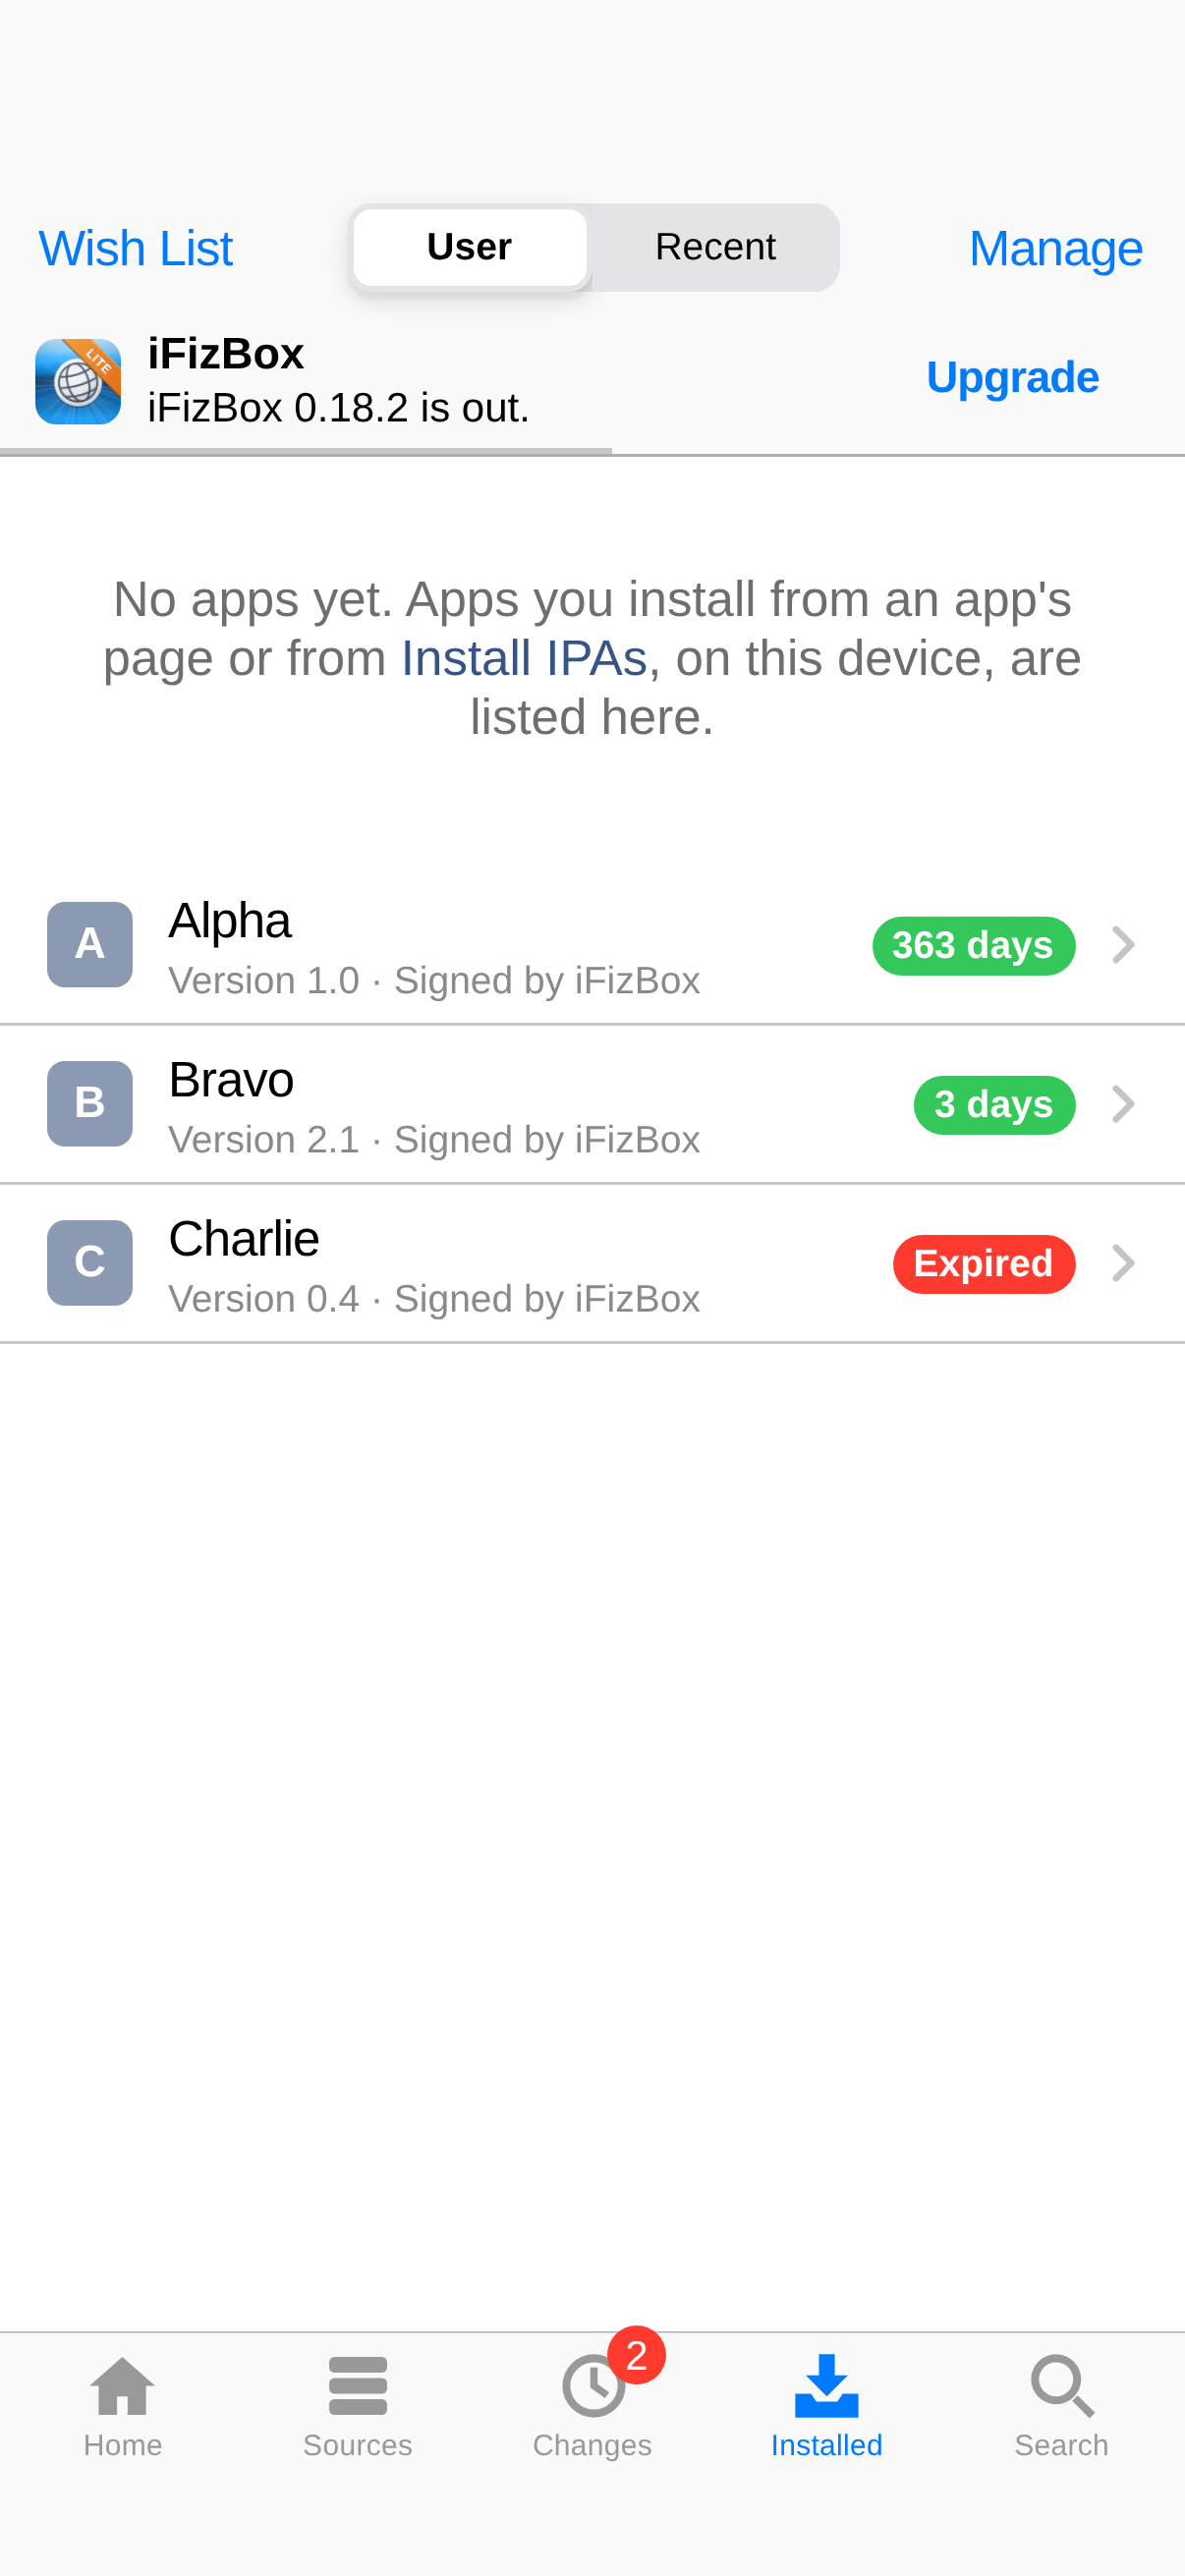 Wish List
User
Recent
Manage
LITE
iFizBox
iFizBox 0.18.2 is out.
Upgrade
No apps yet. Apps you install from an app's
page or from Install IPAs, on this device, are
listed here.
A
Alpha
Version 1.0 · Signed by iFizBox
363 days
B
Bravo
Version 2.1 · Signed by iFizBox
3 days
C
Charlie
Version 0.4 · Signed by iFizBox
Expired
2
Home
Sources
Changes
Installed
Search